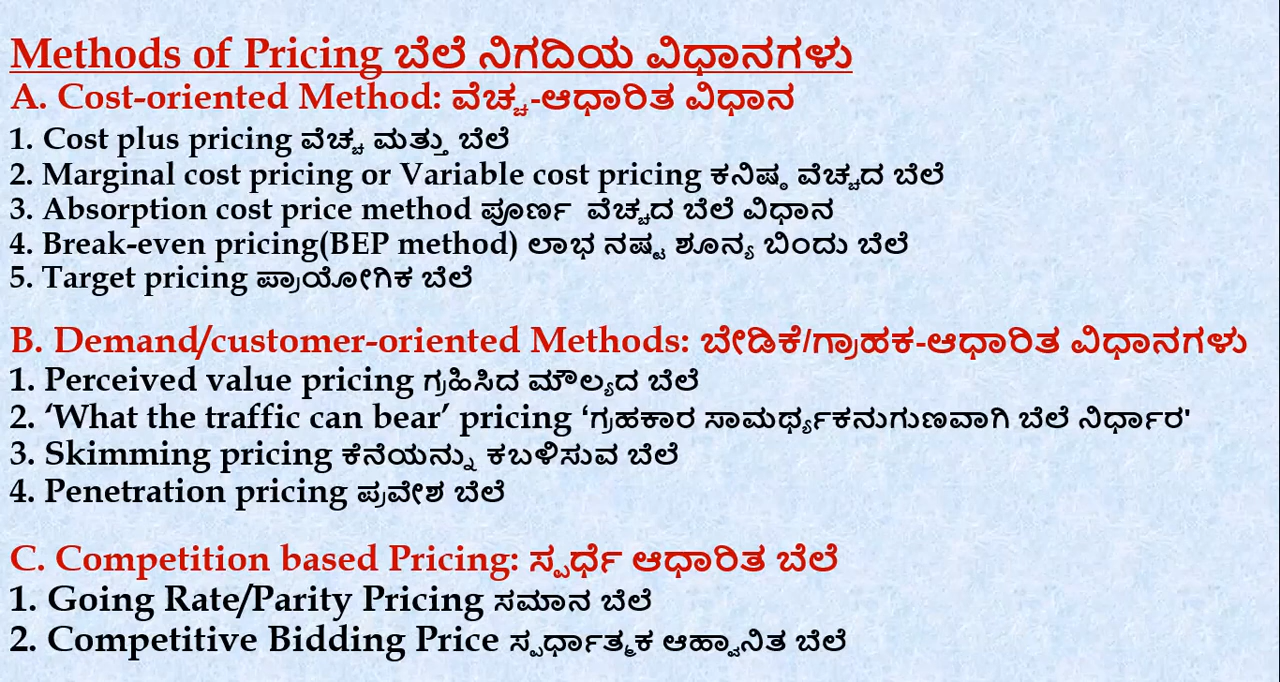 Methods of Pricing ಬೆಲೆ ನಿಗದಿಯ ವಿಧಾನಗಳು
A. Cost-oriented Method: ವೆಚ್ಚ-ಆಧಾರಿತ ವಿಧಾನ
1. Cost plus pricing ವೆಚ್ಚ ಮತ್ತು ಬೆಲೆ
2. Marginal cost pricing or Variable cost pricing ಕನಿಷ್ಠ ವೆಚ್ಚದ ಬೆಲೆ
3. Absorption cost price method ಪೂರ್ಣ ವೆಚ್ಚದ ಬೆಲೆ ವಿಧಾನ
4. Break-even pricing(BEP method) ಲಾಭ ನಷ್ಟ ಶೂನ್ಯ ಬಿಂದು ಬೆಲೆ
5. Target pricing ಪ್ರಾಯೋಗಿಕ ಬೆಲೆ
B. Demand/customer-oriented Methods: ಬೇಡಿಕೆ/ಗ್ರಾಹಕ-ಆಧಾರಿತ ವಿಧಾನಗಳು
1. Perceived value pricing ಗ್ರಹಿಸಿದ ಮೌಲ್ಯದ ಬೆಲೆ
2. ‘What the traffic can bear’ pricing ‘ಗ್ರಹಕಾರ ಸಾಮರ್ಥ್ಯಕನುಗುಣವಾಗಿ ಬೆಲೆ ನಿರ್ಧಾರ'
3. Skimming pricing ಕೆನೆಯನ್ನು ಕಬಳಿಸುವ ಬೆಲೆ
4. Penetration pricing ಪ್ರವೇಶ ಬೆಲೆ
C. Competition based Pricing: ಸ್ಪರ್ಧೆ ಆಧಾರಿತ ಬೆಲೆ
1. Going Rate/Parity Pricing ಸಮಾನ ಬೆಲೆ
2. Competitive Bidding Price ಸ್ಪರ್ಧಾತ್ಮಕ ಆಹ್ವಾನಿತ ಬೆಲೆ